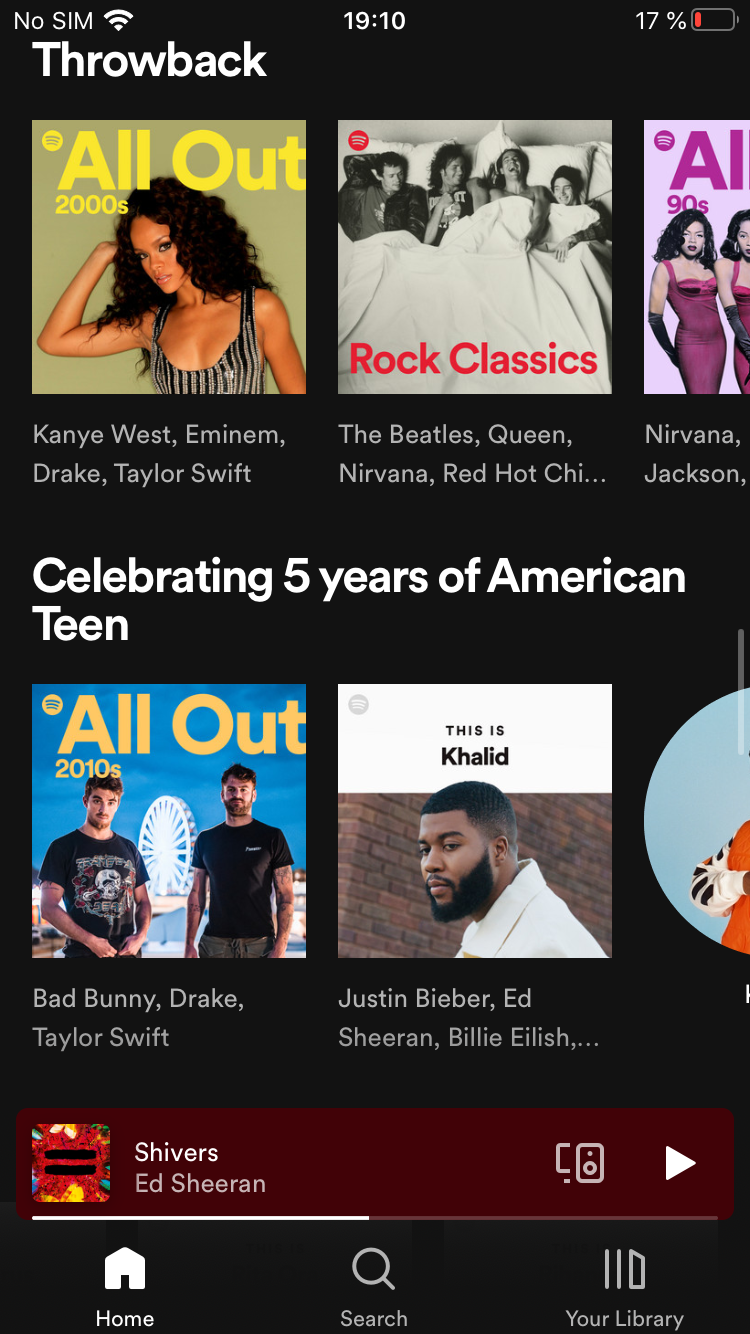 No SIM 19:10 17 %
Throwback
All Out
2000s
Rock Classics
Al
90s
Kanye West, Eminem,
Drake, Taylor Swift
The Beatles, Queen,
Nirvana, Red Hot Chi...
Nirvana,
Jackson,
Celebrating 5 years of American
Teen
All Out
2010s
THIS IS
Khalid
Bad Bunny, Drake,
Taylor Swift
Justin Bieber, Ed
Sheeran, Billie Eilish,...
Shivers
Ed Sheeran
Home
Search
Your Library